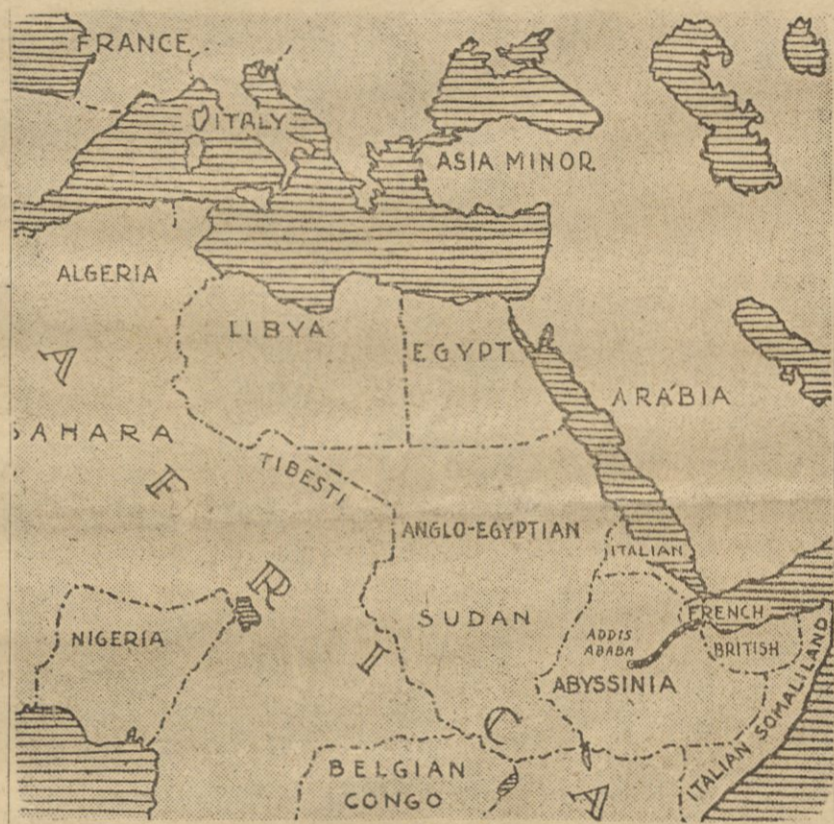 FRANCE
ITALY
ASIA MINOR
ALGERIA
LIBYA
EGYPT
ARABIA
SAHARA
TIBESTI
AFRICA
ANGLO-EGYPTIAN
SUDAN
ITALIAN
FRENCH
BRITISH
NIGERIA
ADDIS
ABABA
ABYSSINIA
ITALIAN SOMALILAND
BELGIAN
CONGO